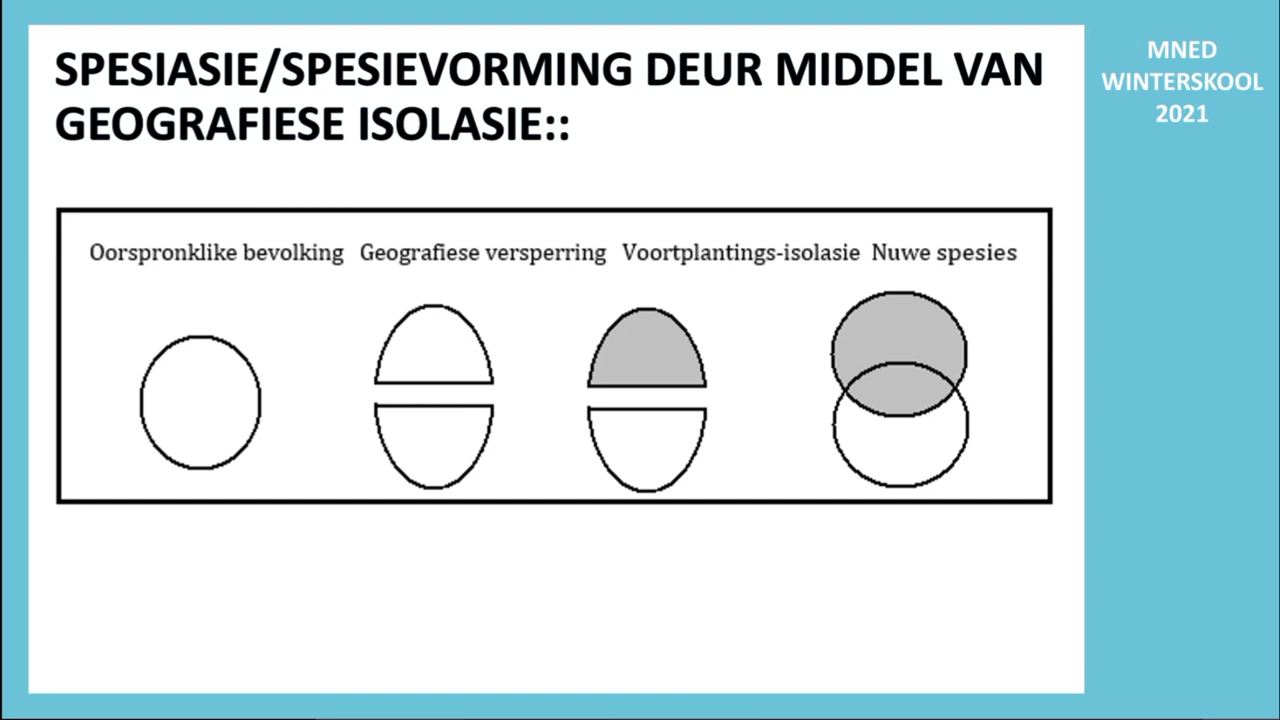 SPESIASIE/SPESIEVORMING DEUR MIDDEL VAN
GEOGRAFIESE ISOLASIE::
MNED
WINTERSKOOL
2021
Oorspronklike bevolking Geografiese versperring Voortplantings-isolasie Nuwe spesies